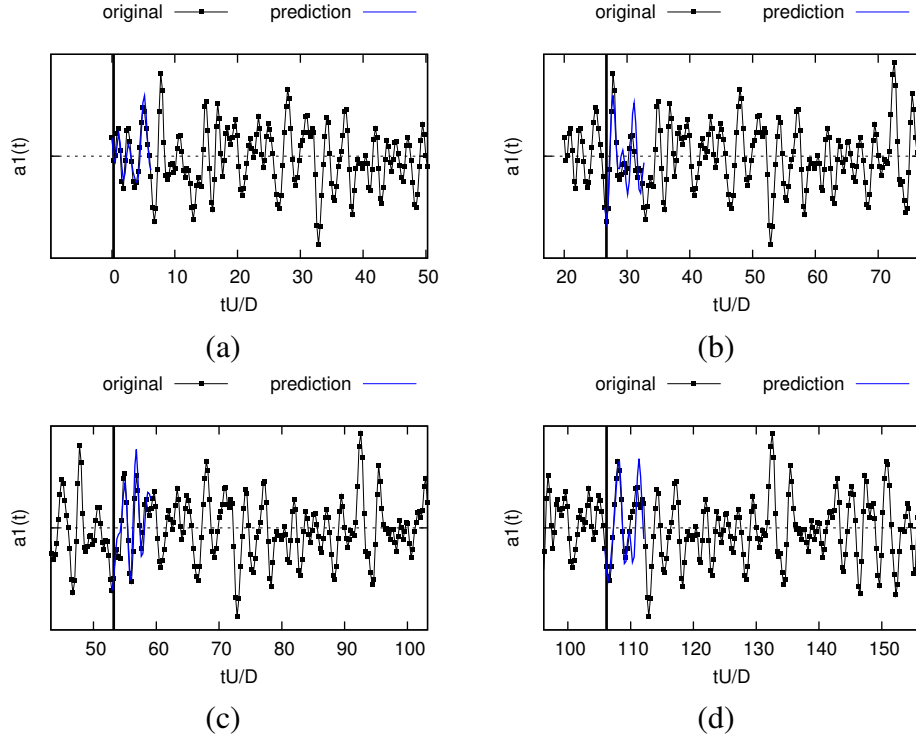 original prediction
a1(t)
0 10 20 30 40 50
tU/D
(a)
original prediction
a1(t)
20 30 40 50 60 70
tU/D
(b)
original prediction
a1(t)
50 60 70 80 90 100
tU/D
(c)
original prediction
a1(t)
100 110 120 130 140 150
tU/D
(d)